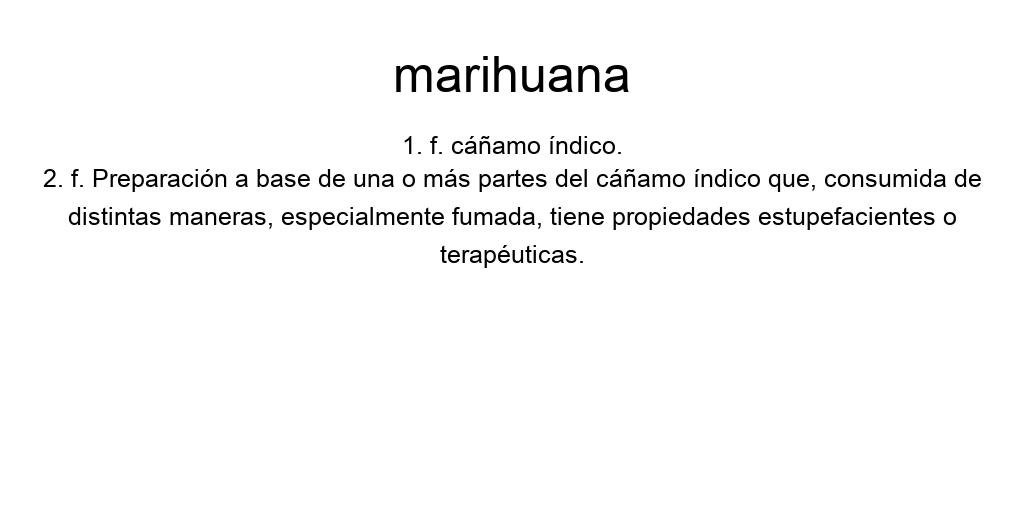 marihuana
1. f. cáñamo índico.
2. f. Preparación a base de una o más partes del cáñamo índico que, consumida de
distintas maneras, especialmente fumada, tiene propiedades estupefacientes o
terapéuticas.